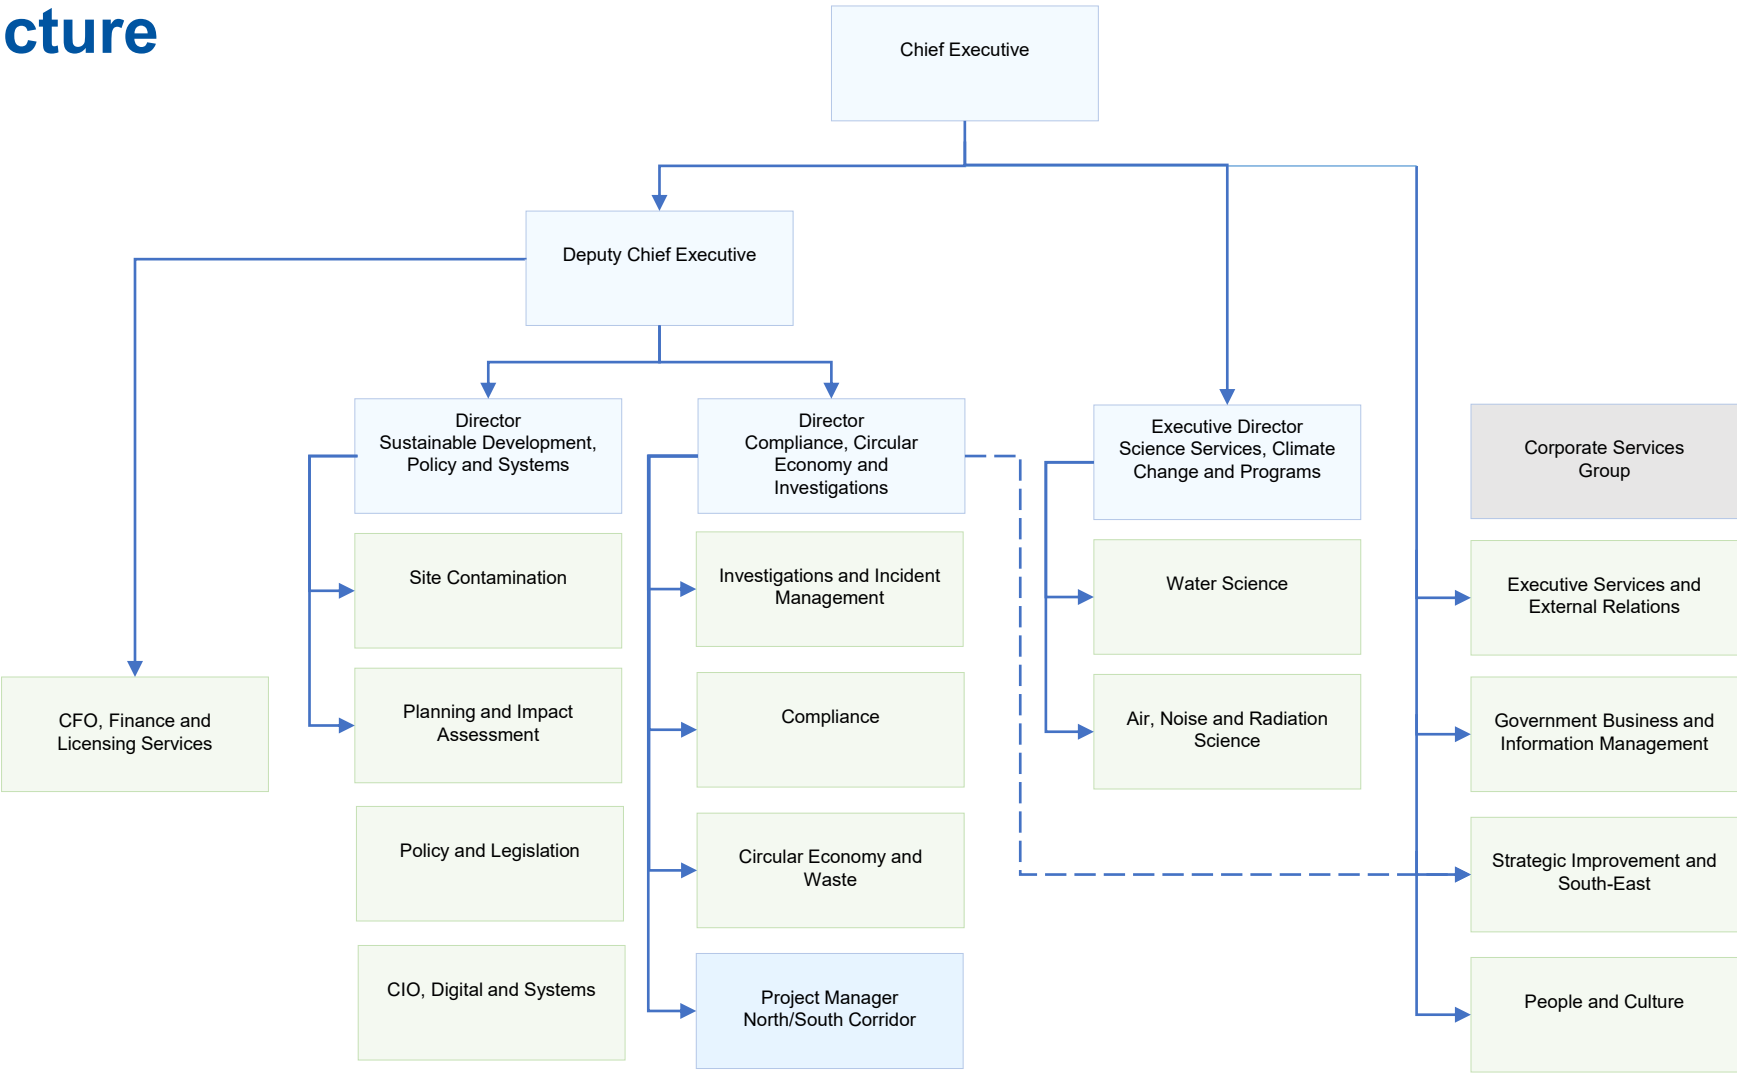 cture
Chief Executive
Deputy Chief Executive
Director
Sustainable Development,
Policy and Systems
Director
Compliance, Circular
Economy and
Investigations
Executive Director
Science Services, Climate
Change and Programs
Corporate Services
Group
Site Contamination
Investigations and Incident
Management
Water Science
Executive Services and
External Relations
CFO, Finance and
Licensing Services
Planning and Impact
Assessment
Compliance
Air, Noise and Radiation
Science
Government Business and
Information Management
Policy and Legislation
Circular Economy and
Waste
Strategic Improvement and
South-East
CIO, Digital and Systems
Project Manager
North/South Corridor
People and Culture